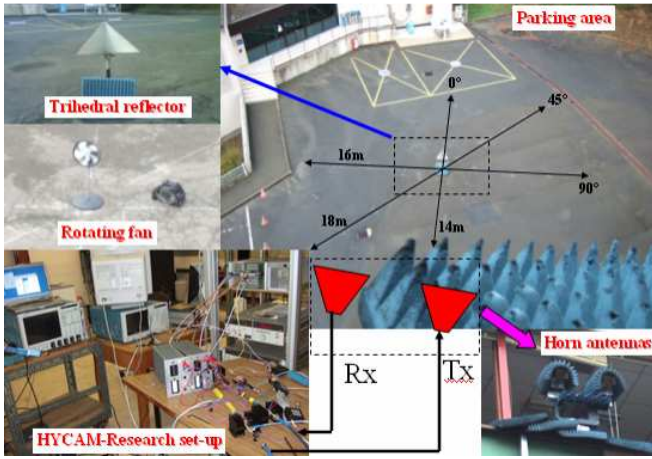 Parking area
Trihedral reflector
0°
45°
16m
90°
18m
14m
Rotating fan
Horn antennas
Rx
Tx
HYCAM-Research set-up